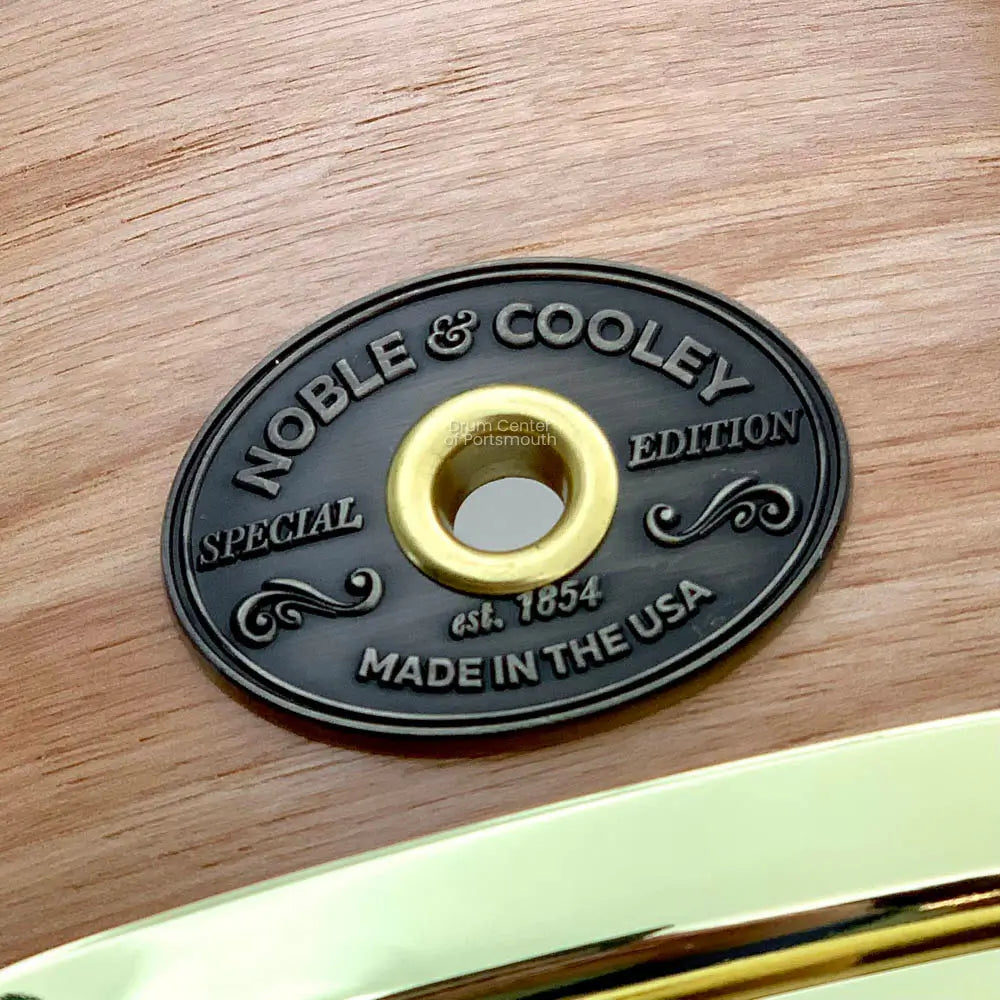 NOBLE & COOLEY
SPECIAL EDITION
Drum Center
of Portsmouth
est. 1854
MADE IN THE USA